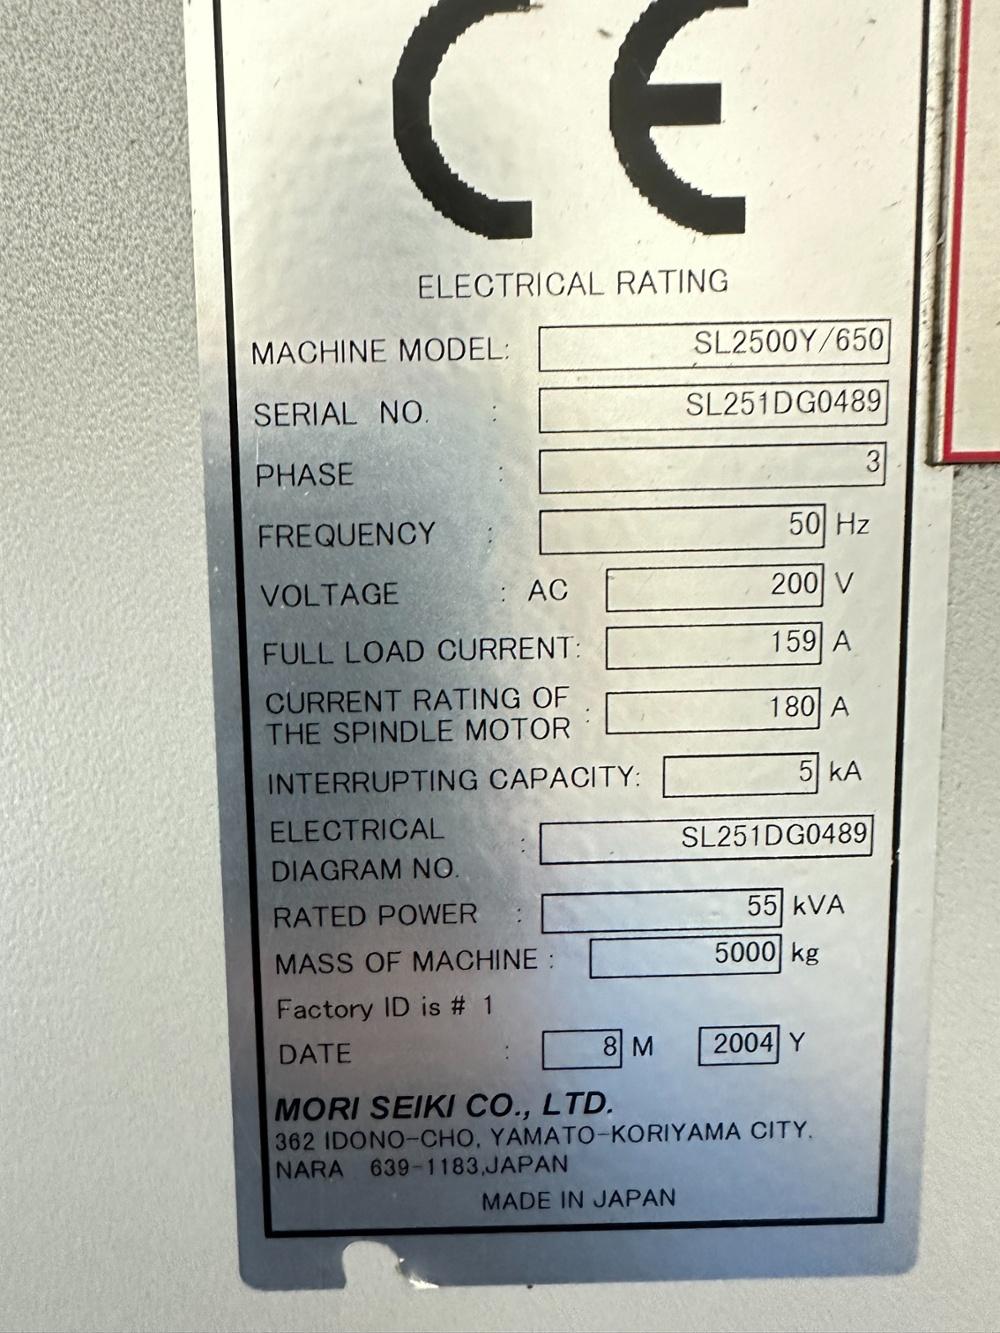 CE
ELECTRICAL RATING
MACHINE MODEL: SL2500Y/650
SERIAL NO. : SL251DG0489
PHASE : 3
FREQUENCY : 50 Hz
VOLTAGE : AC 200 V
FULL LOAD CURRENT: 159 A
CURRENT RATING OF
THE SPINDLE MOTOR : 180 A
INTERRUPTING CAPACITY: 5 kA
ELECTRICAL
DIAGRAM NO. : SL251DG0489
RATED POWER : 55 kVA
MASS OF MACHINE : 5000 kg
Factory ID is # 1
DATE : 8 M 2004 Y
MORI SEIKI CO., LTD.
362 IDONO-CHO, YAMATO-KORIYAMA CITY,
NARA 639-1183,JAPAN
MADE IN JAPAN